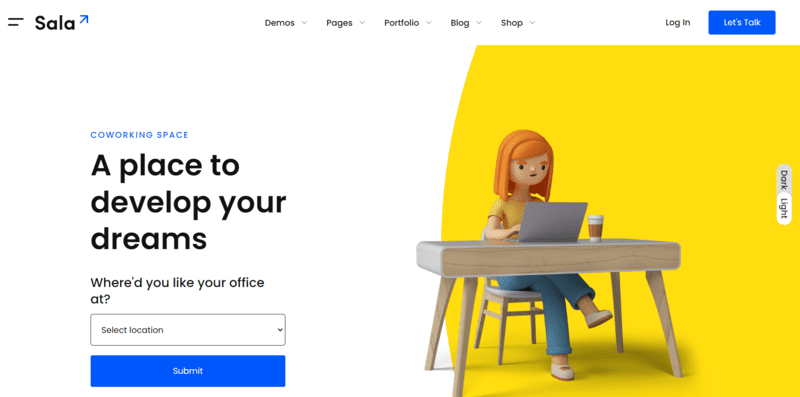 Sala
Demos Pages Portfolio Blog Shop
Log In Let's Talk
COWORKING SPACE
A place to
develop your
dreams
Where'd you like your office
at?
Select location
Submit
Dark Light